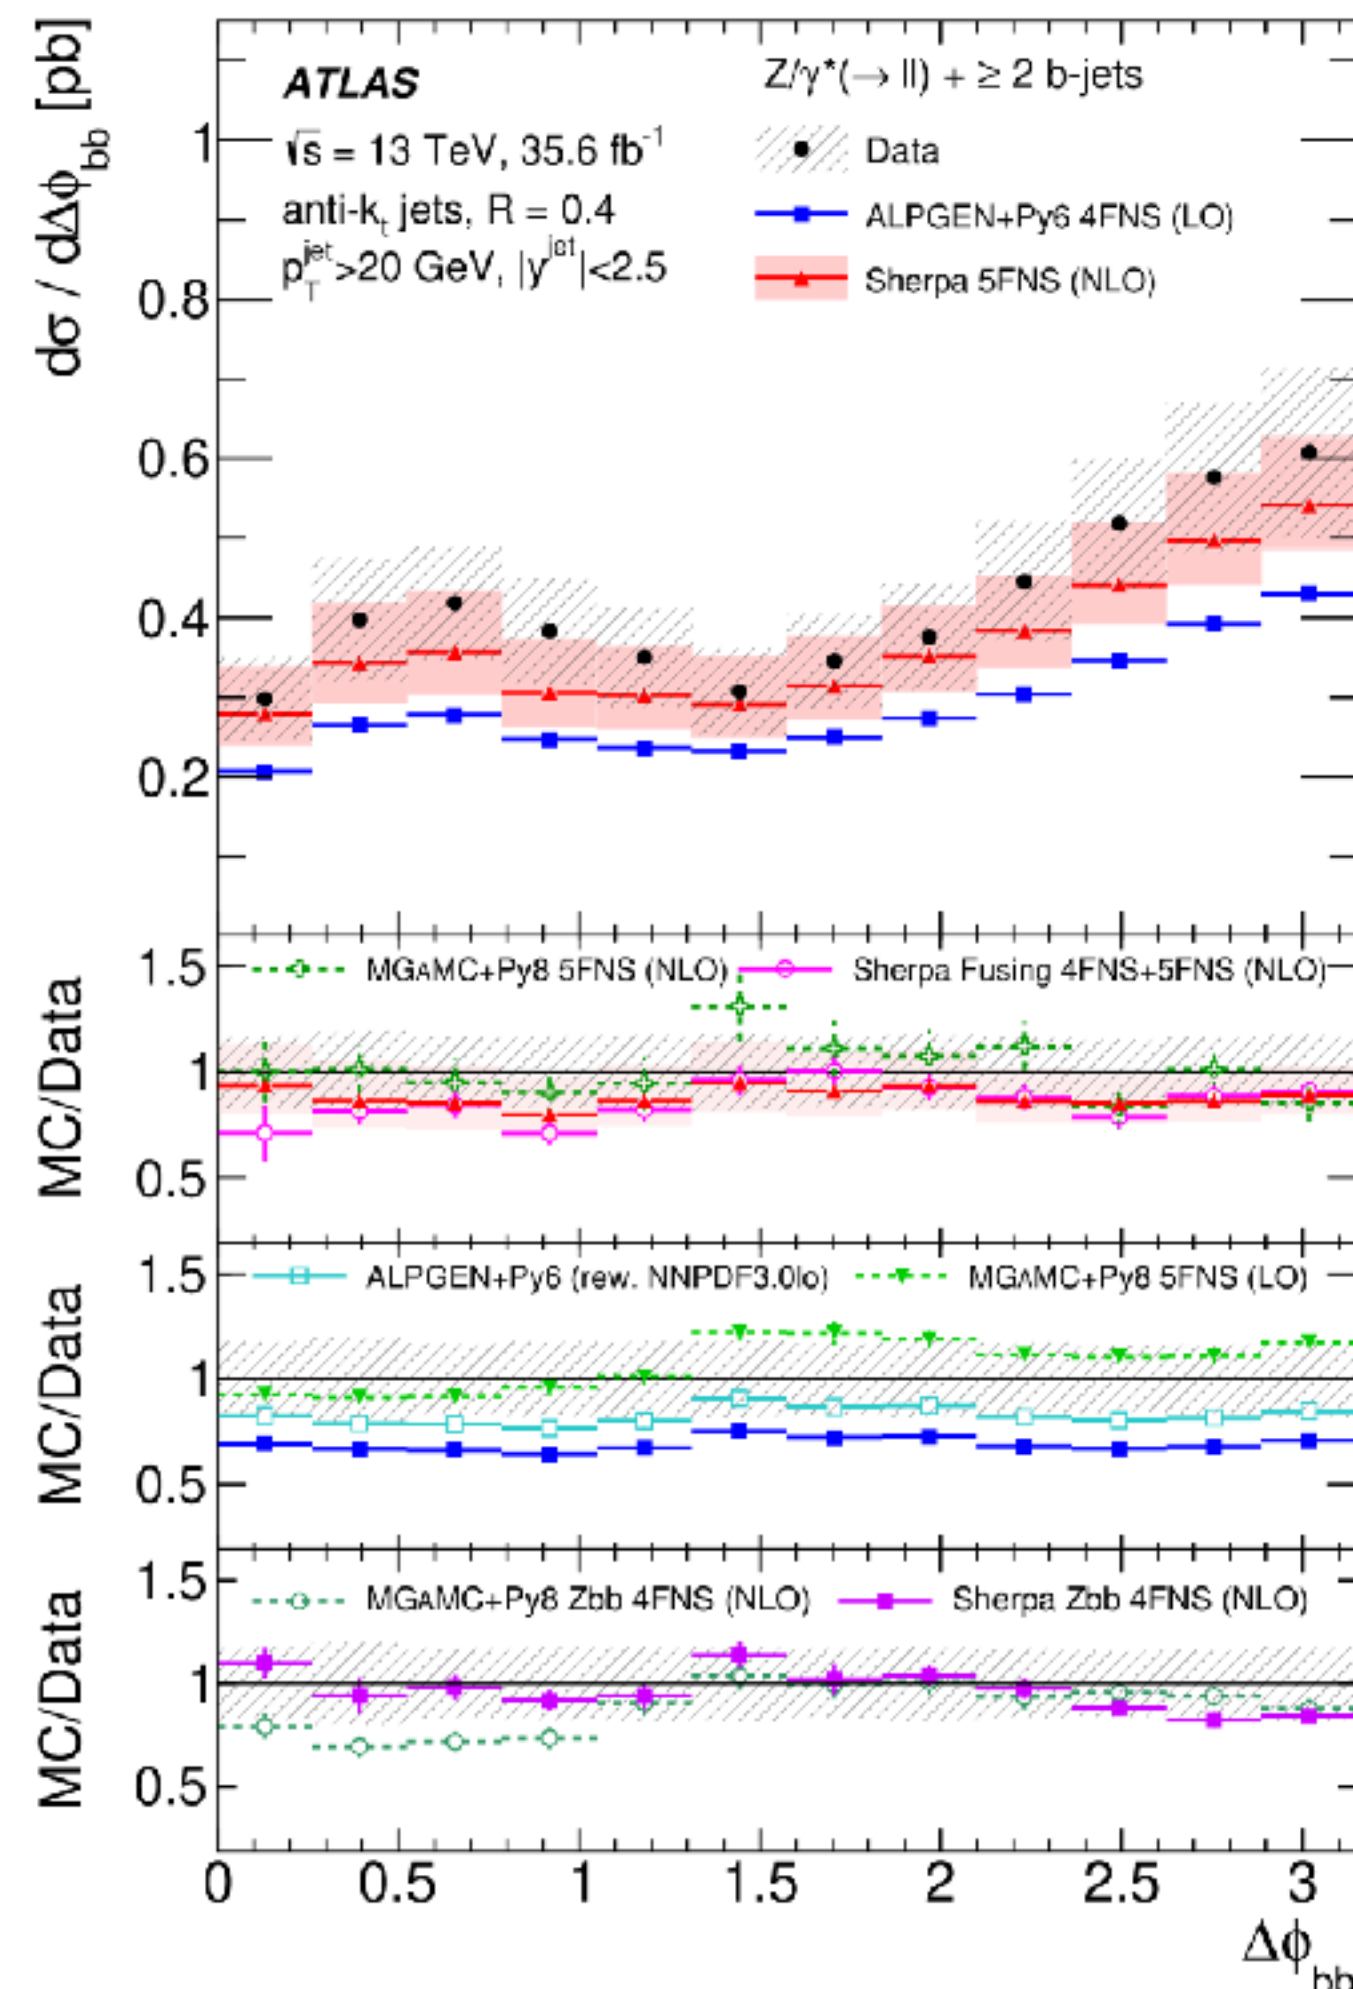 dσ / dΔϕbb [pb]
ATLAS
√s = 13 TeV, 35.6 fb-1
anti-kt jets, R = 0.4
pTjet>20 GeV, |yjet|<2.5
Z/γ*(→ ll) + ≥ 2 b-jets
Data
ALPGEN+Py6 4FNS (LO)
Sherpa 5FNS (NLO)
1
0.8
0.6
0.4
0.2
MC/Data
1.5
1
0.5
MGAMC+Py8 5FNS (NLO)
Sherpa Fusing 4FNS+5FNS (NLO)
MC/Data
1.5
1
0.5
ALPGEN+Py6 (rew. NNPDF3.0lo)
MGAMC+Py8 5FNS (LO)
MC/Data
1.5
1
0.5
MGAMC+Py8 Zbb 4FNS (NLO)
Sherpa Zbb 4FNS (NLO)
0 0.5 1 1.5 2 2.5 3
Δϕbb